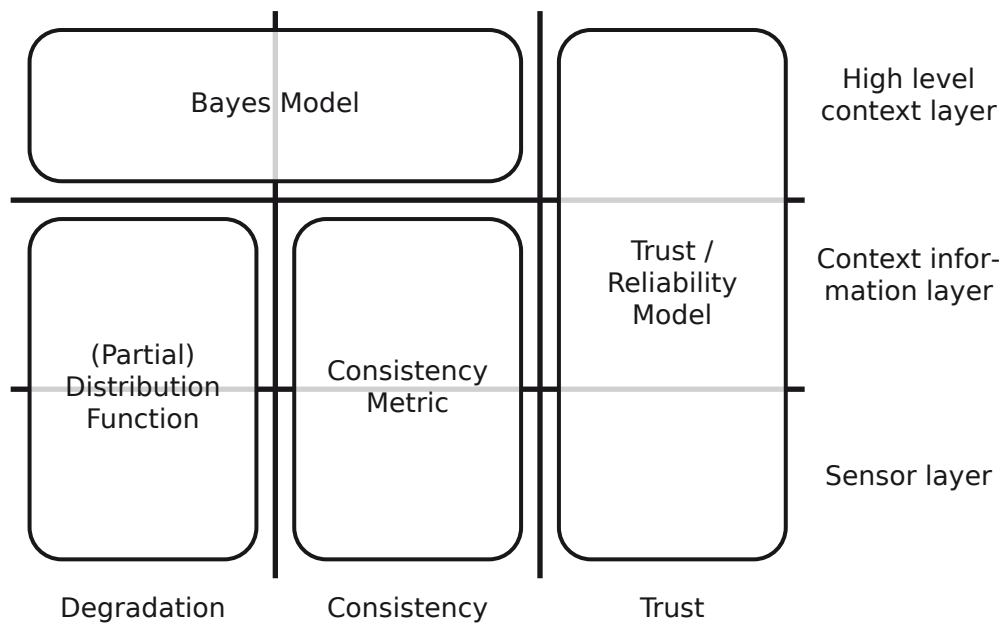 Bayes Model
High level
context layer
Trust /
Reliability
Model
Context infor-
mation layer
(Partial)
Distribution
Function
Consistency
Metric
Sensor layer
Degradation
Consistency
Trust